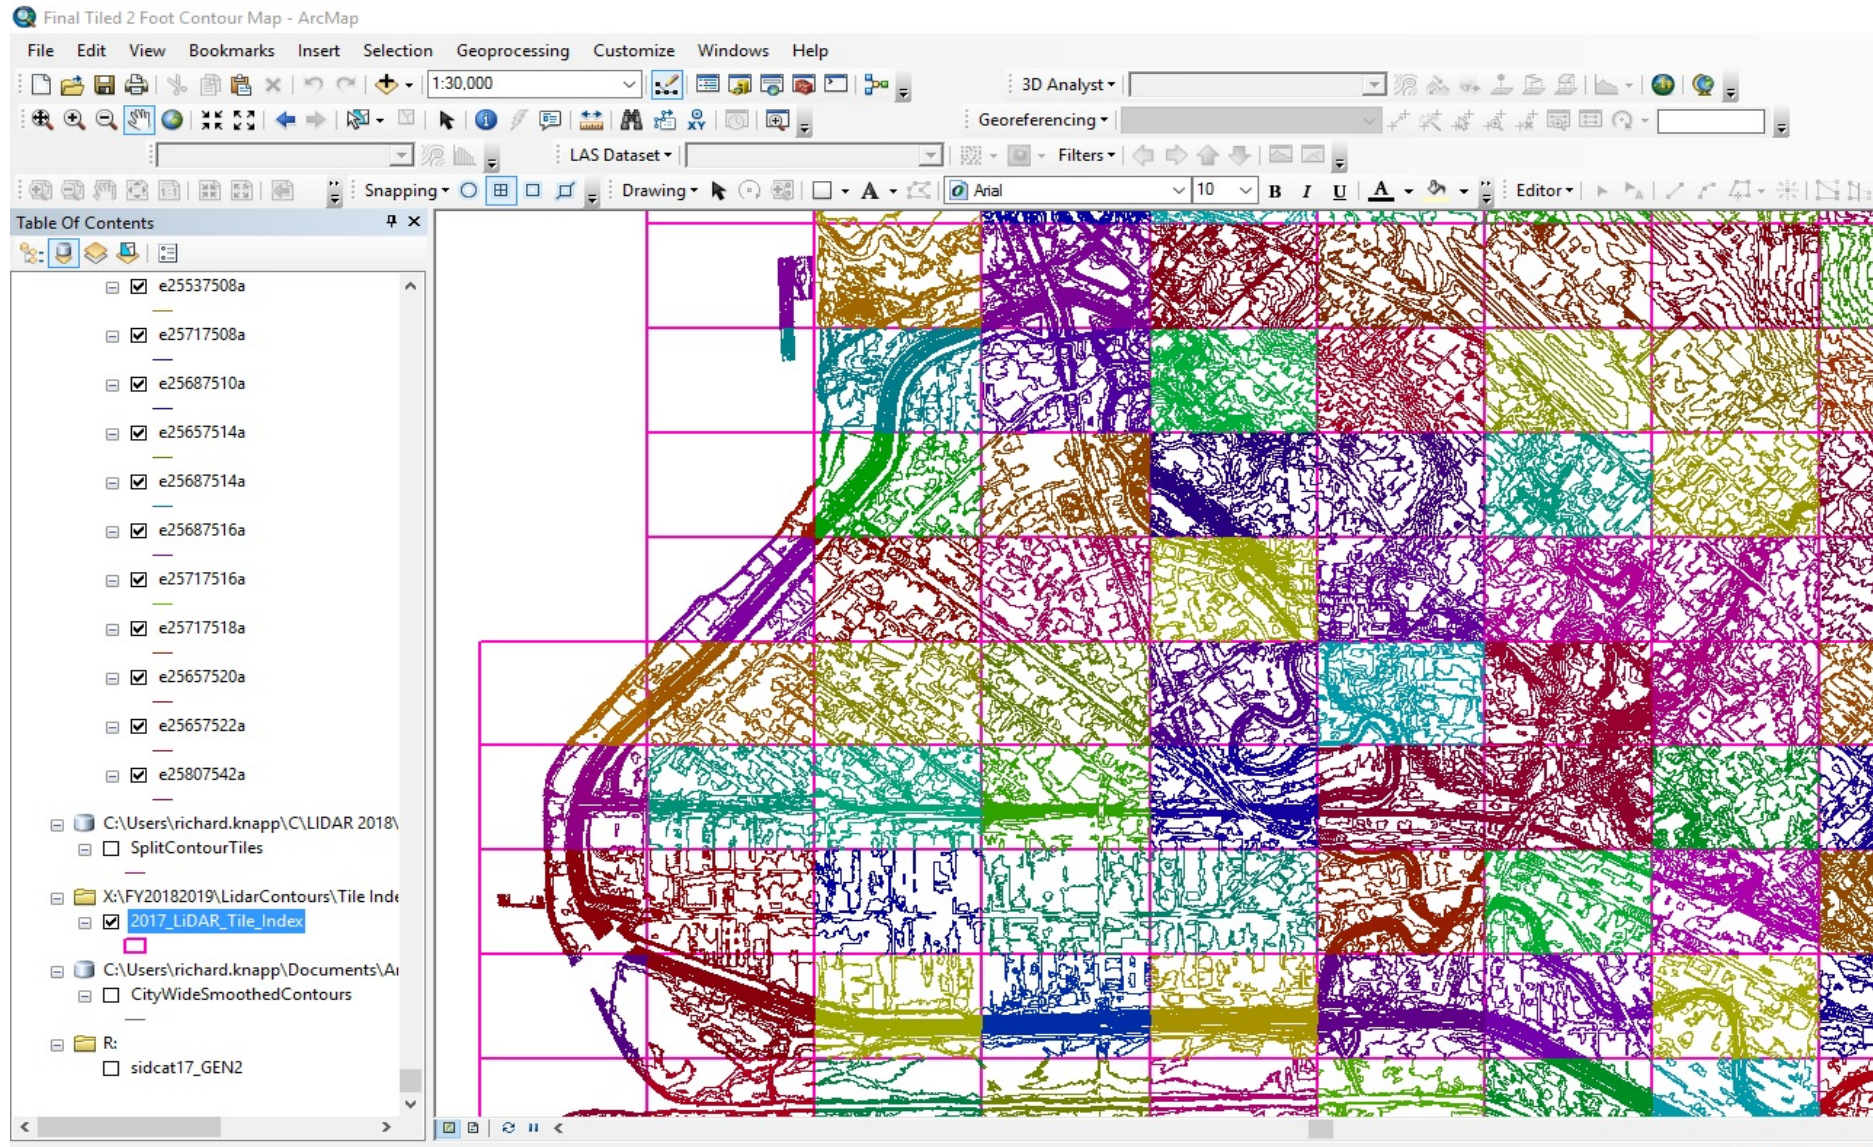 Final Tiled 2 Foot Contour Map - ArcMap
File Edit View Bookmarks Insert Selection Geoprocessing Customize Windows Help
1:30,000
3D Analyst
Georeferencing
LAS Dataset
Filters
Snapping
Drawing
A
Arial
10
B I U A
Editor
Table Of Contents
e25537508a
e25717508a
e25687510a
e25657514a
e25687514a
e25687516a
e25717516a
e25717518a
e25657520a
e25657522a
e25807542a
C:\Users\richard.knapp\C\LIDAR 2018\
SplitContourTiles
X:\FY20182019\LidarContours\Tile Inde
2017_LiDAR_Tile_Index
C:\Users\richard.knapp\Documents\Ar
CityWideSmoothedContours
R:
sidcat17_GEN2